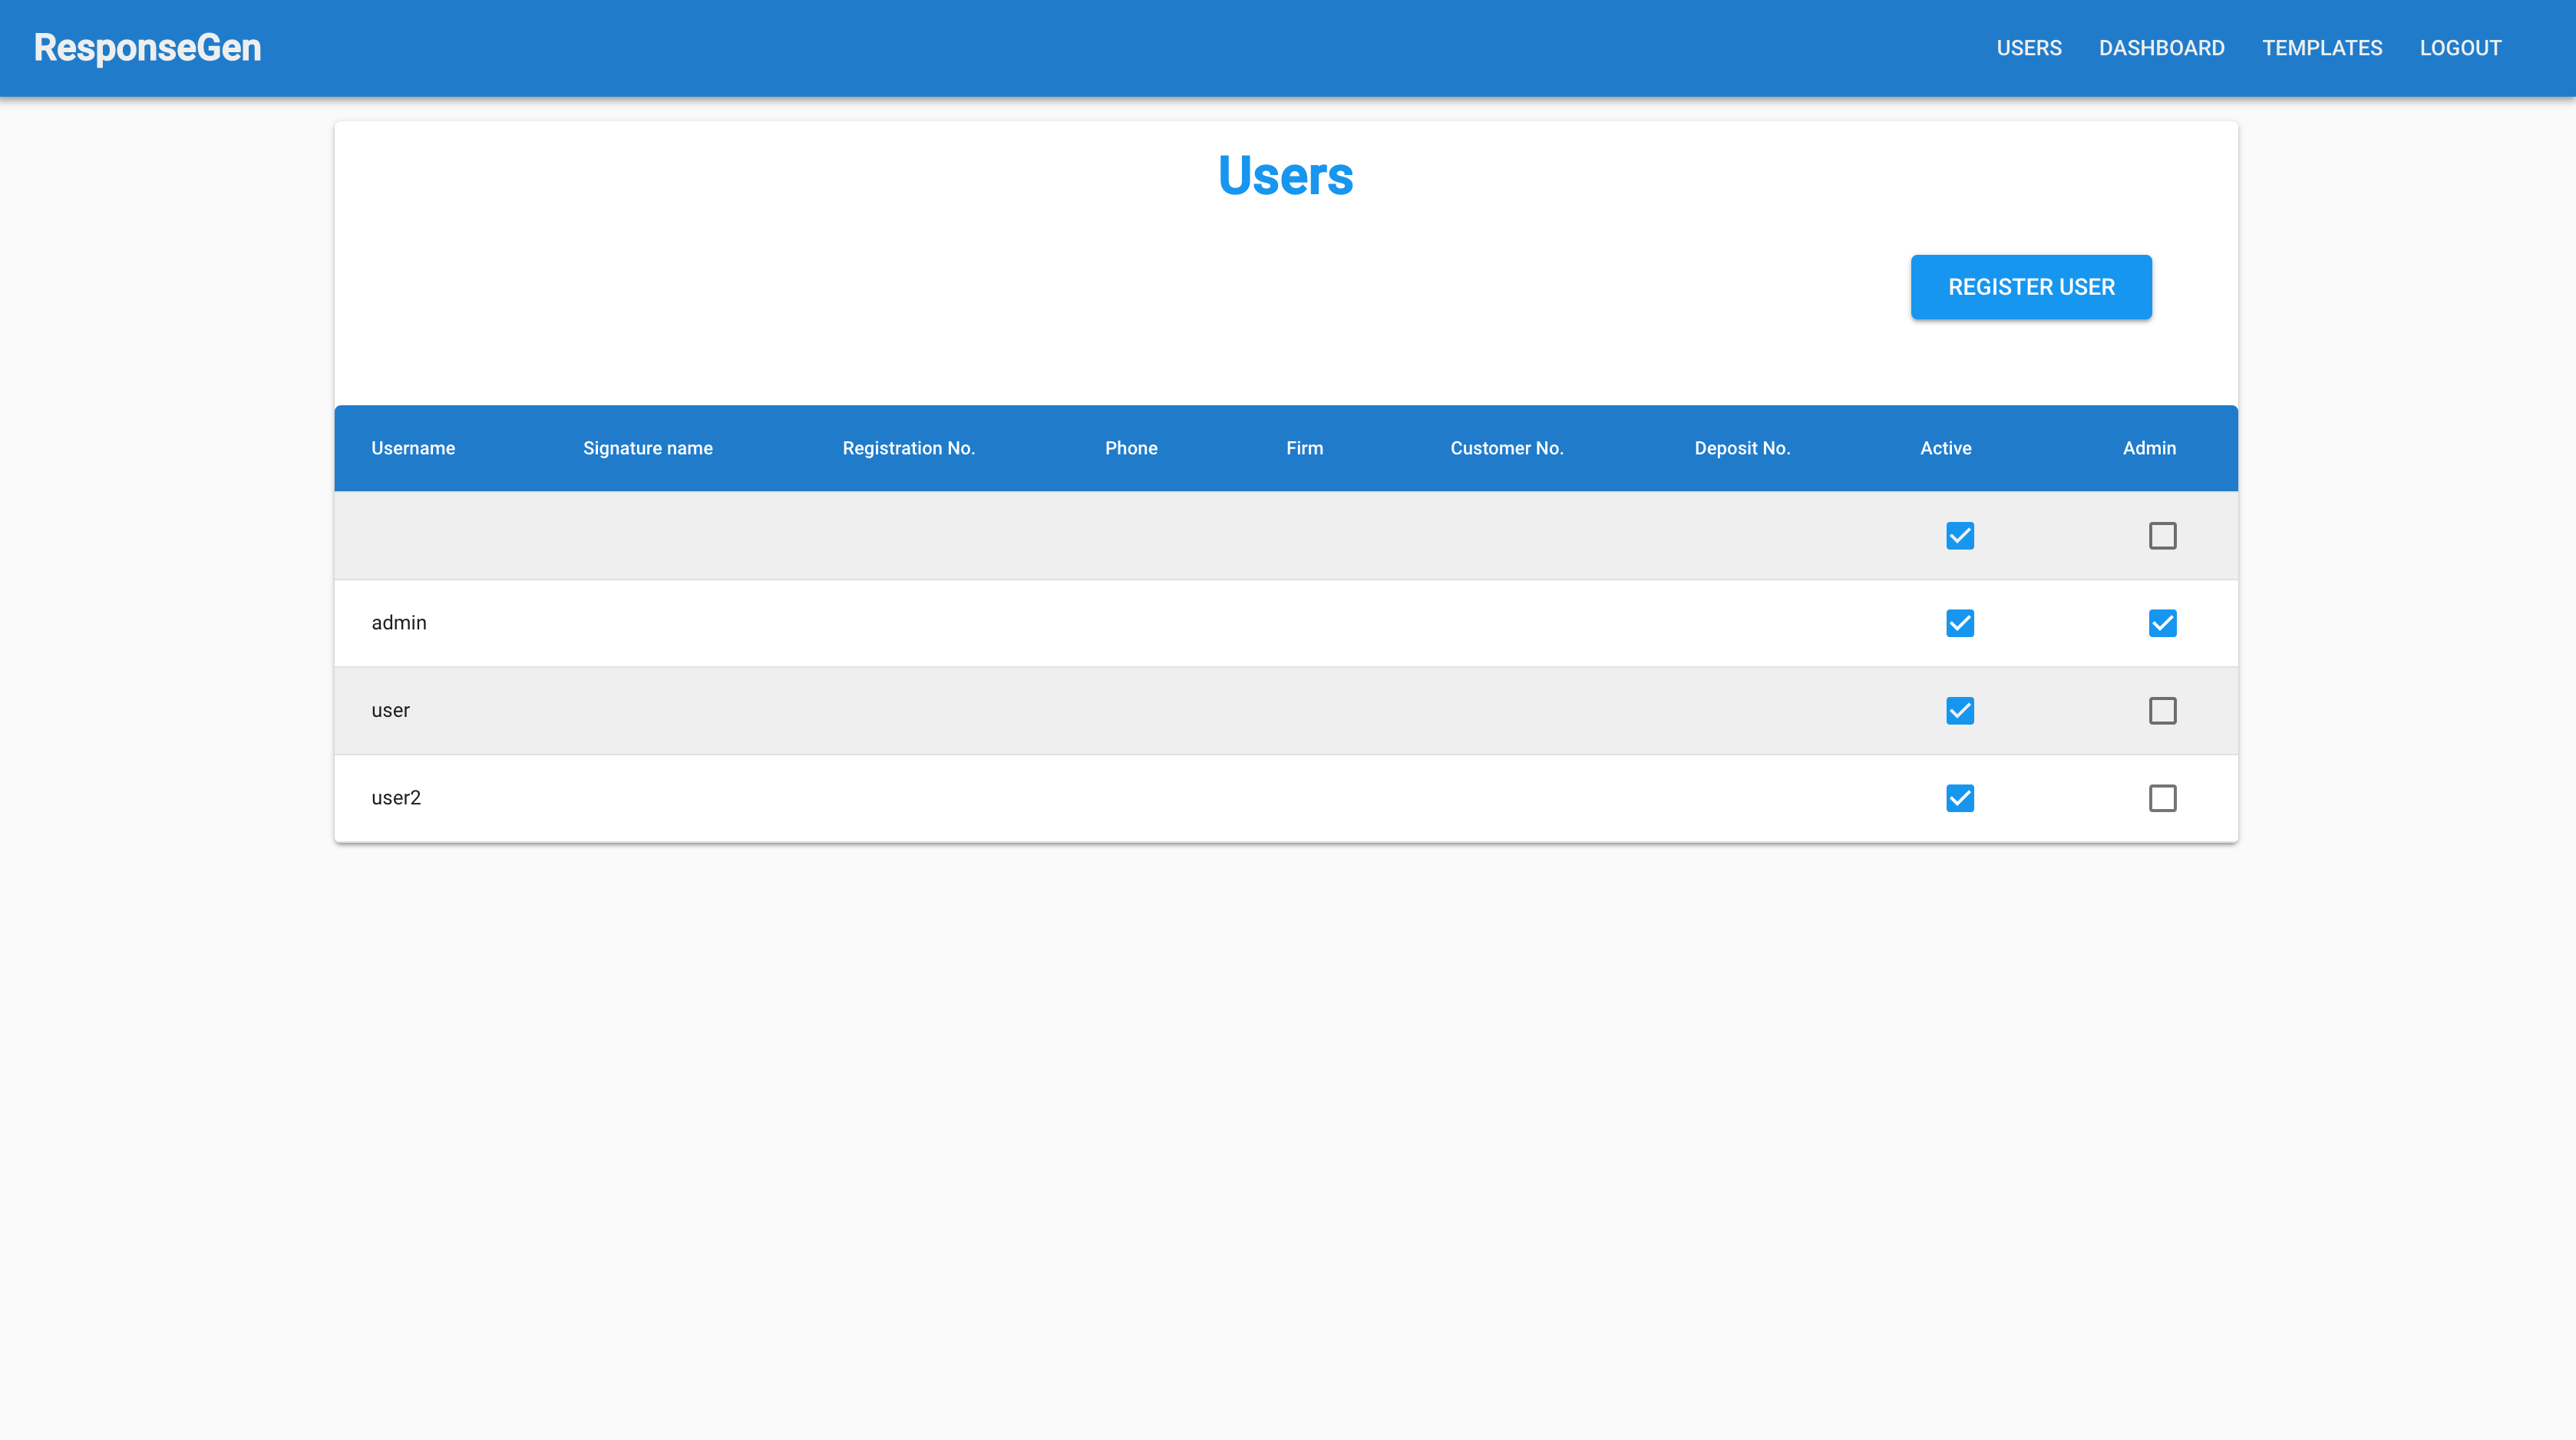 ResponseGen USERS DASHBOARD TEMPLATES LOGOUT
Users
REGISTER USER
Username Signature name Registration No. Phone Firm Customer No. Deposit No. Active Admin
admin
user
user2